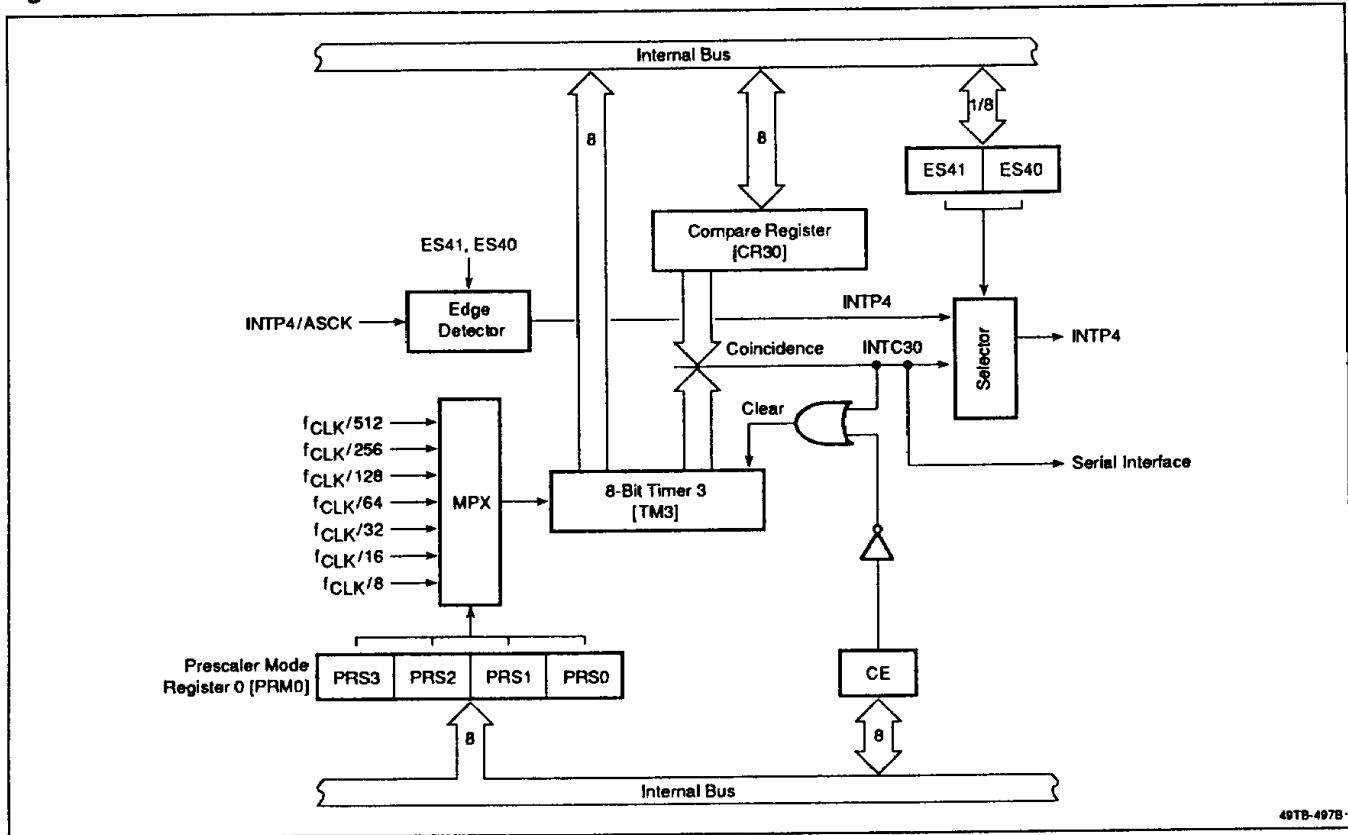 Internal Bus
8
8
1/8
ES41 ES40
Compare Register
[CR30]
ES41, ES40
INTP4/ASCK
Edge
Detector
INTP4
Selector
INTP4
Coincidence
INTC30
Clear
Serial Interface
fCLK/512
fCLK/256
fCLK/128
fCLK/64
fCLK/32
fCLK/16
fCLK/8
MPX
8-Bit Timer 3
[TM3]
Prescaler Mode
Register 0 [PRM0]
PRS3 PRS2 PRS1 PRS0
CE
8
8
Internal Bus